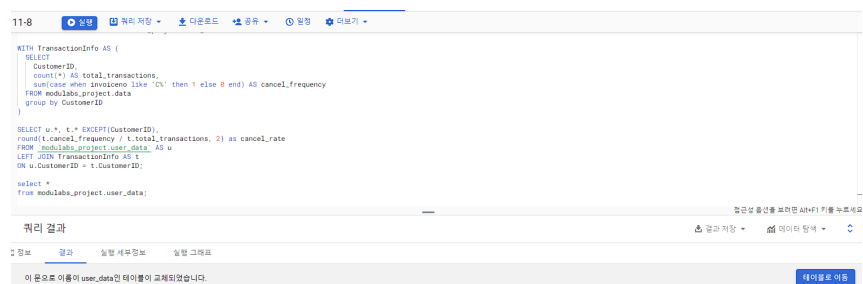 11-8 실행 쿼리 저장 다운로드 공유 일정 더보기
WITH TransactionInfo AS (
SELECT
CustomerID,
count(*) AS total_transactions,
sum(case when invoiceno like 'C%' then 1 else 0 end) AS cancel_frequency
FROM modulabs_project.data
group by CustomerID
)
SELECT u.*, t.* EXCEPT(CustomerID),
round(t.cancel_frequency / t.total_transactions, 2) as cancel_rate
FROM `modulabs_project.user_data` AS u
LEFT JOIN TransactionInfo AS t
ON u.CustomerID = t.CustomerID;
select *
from modulabs_project.user_data;
접근성 옵션을 보려면 Alt+F1 키를 누르세요
쿼리 결과 결과 저장 데이터 탐색
정보 결과 실행 세부정보 실행 그래프
이 문으로 이름이 user_data인 테이블이 교체되었습니다. 테이블로 이동